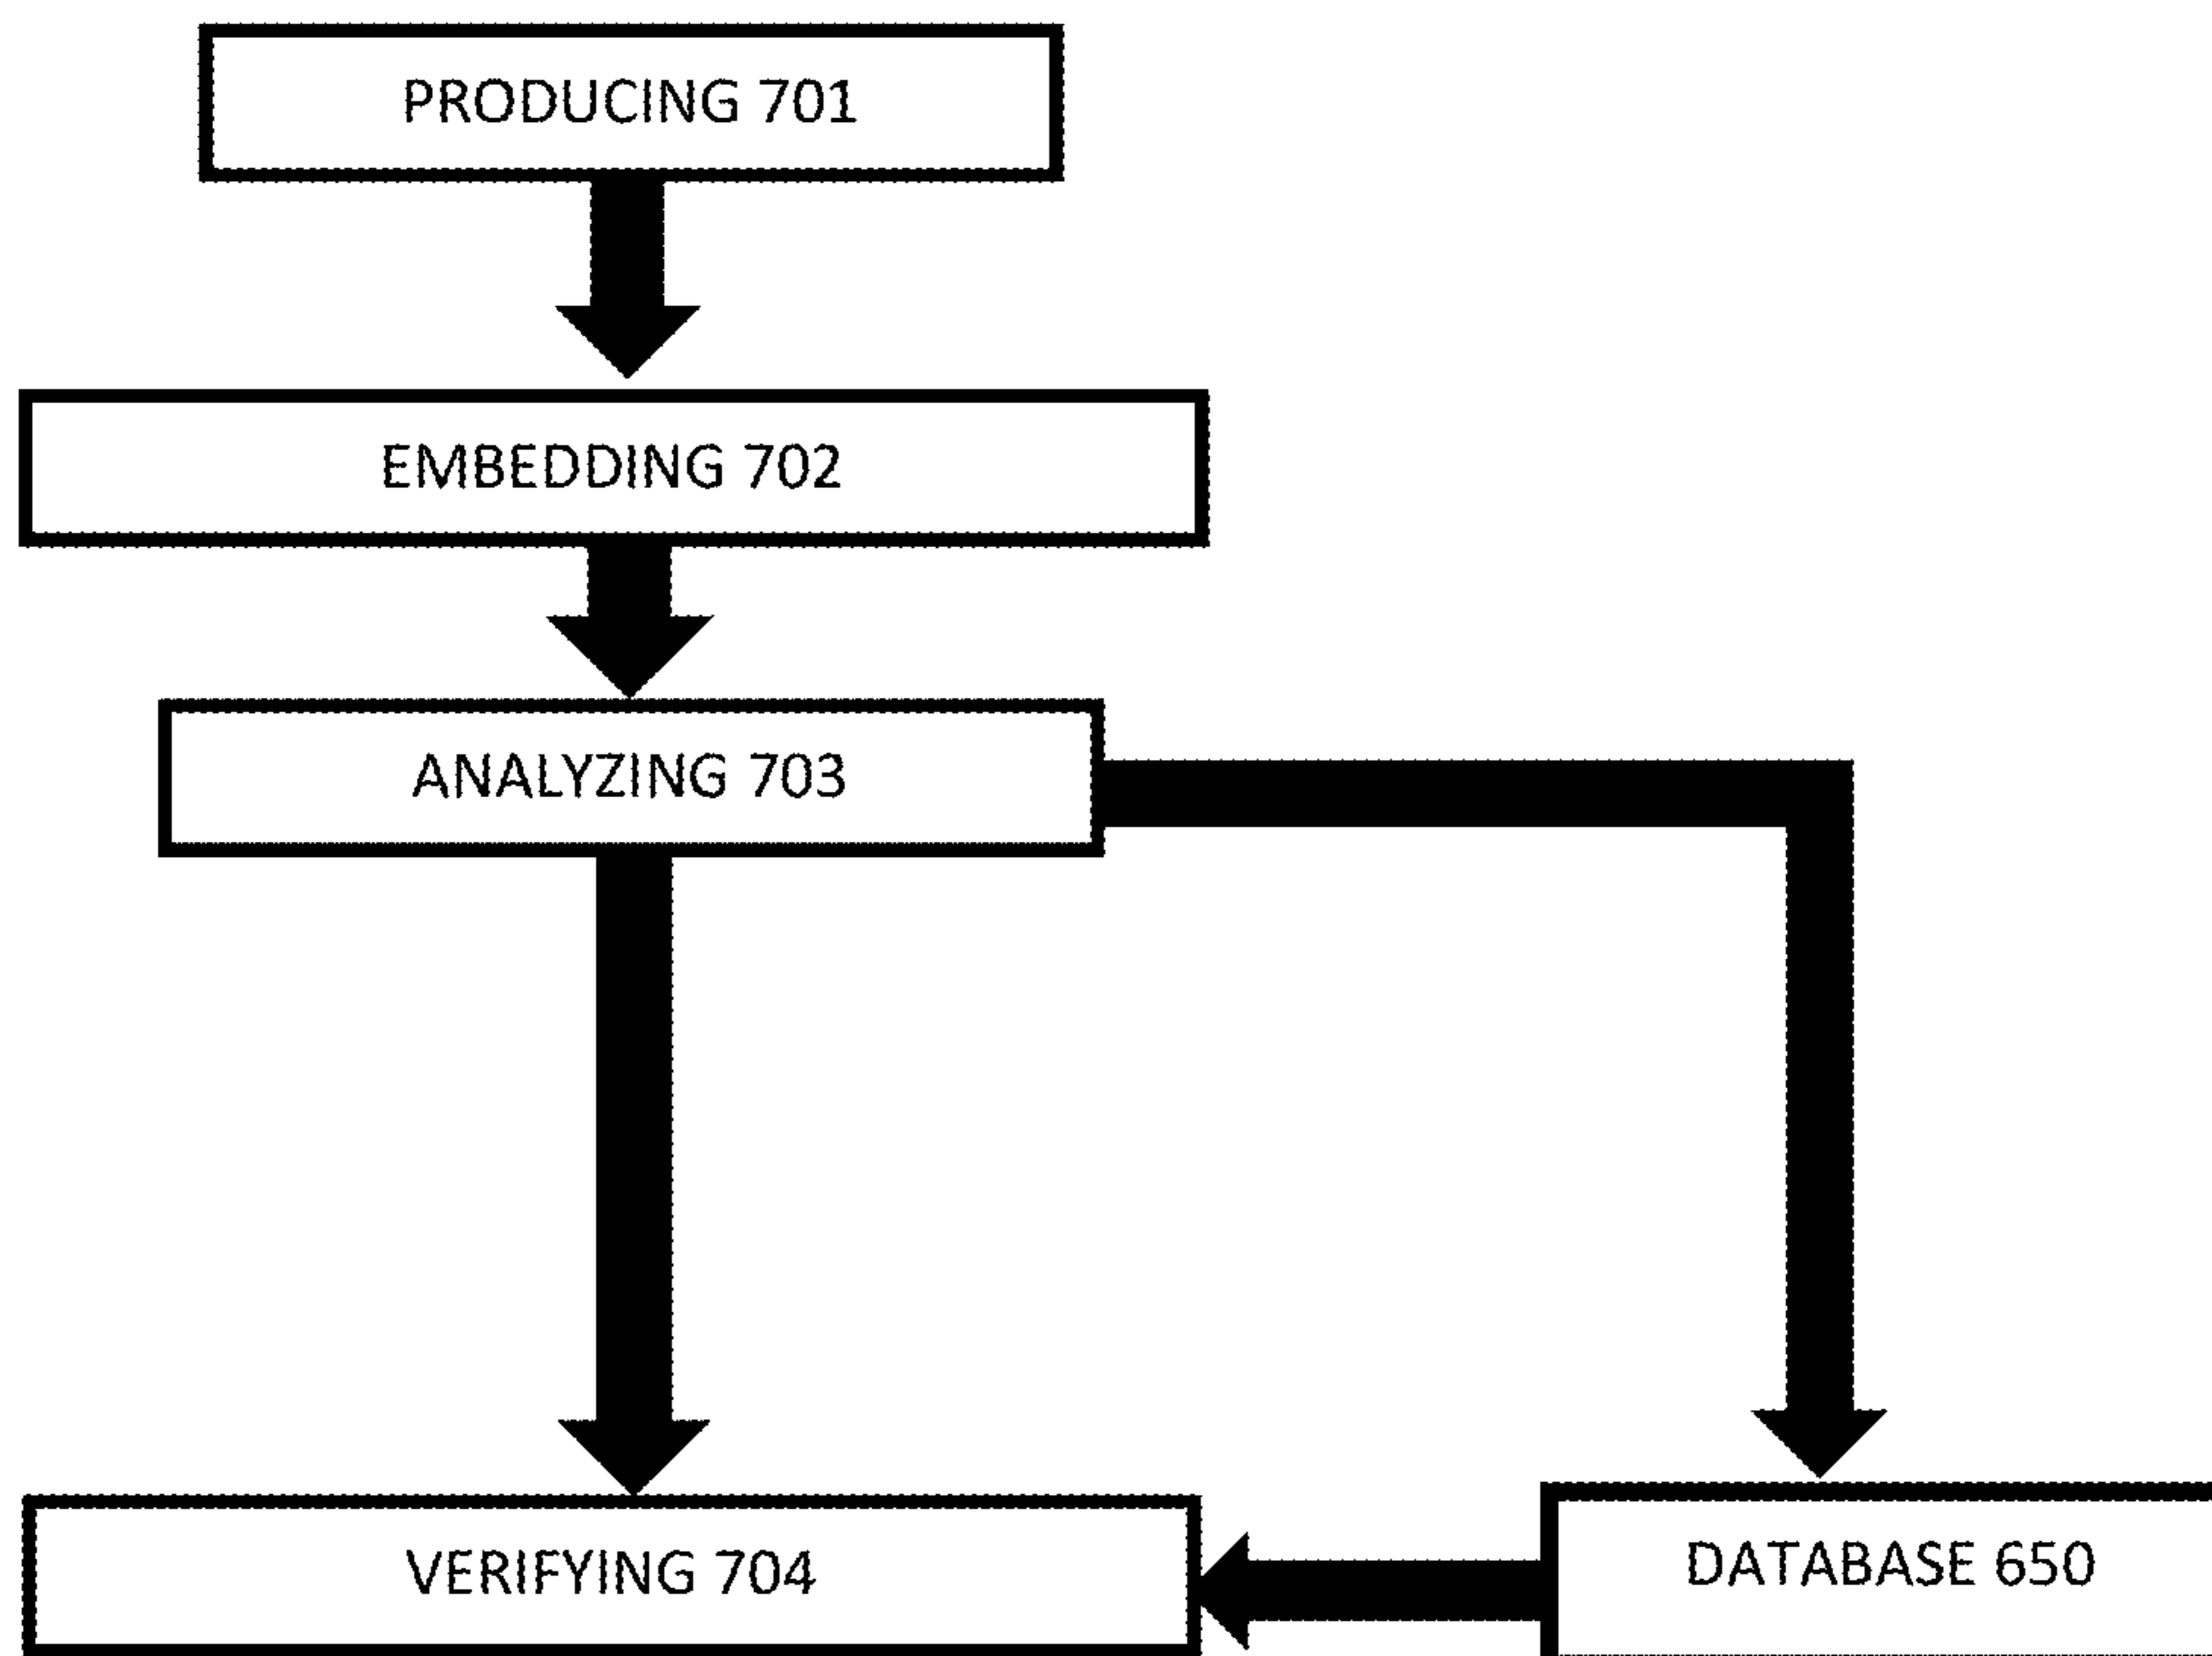 PRODUCING 701
EMBEDDING 702
ANALYZING 703
VERIFYING 704
DATABASE 650